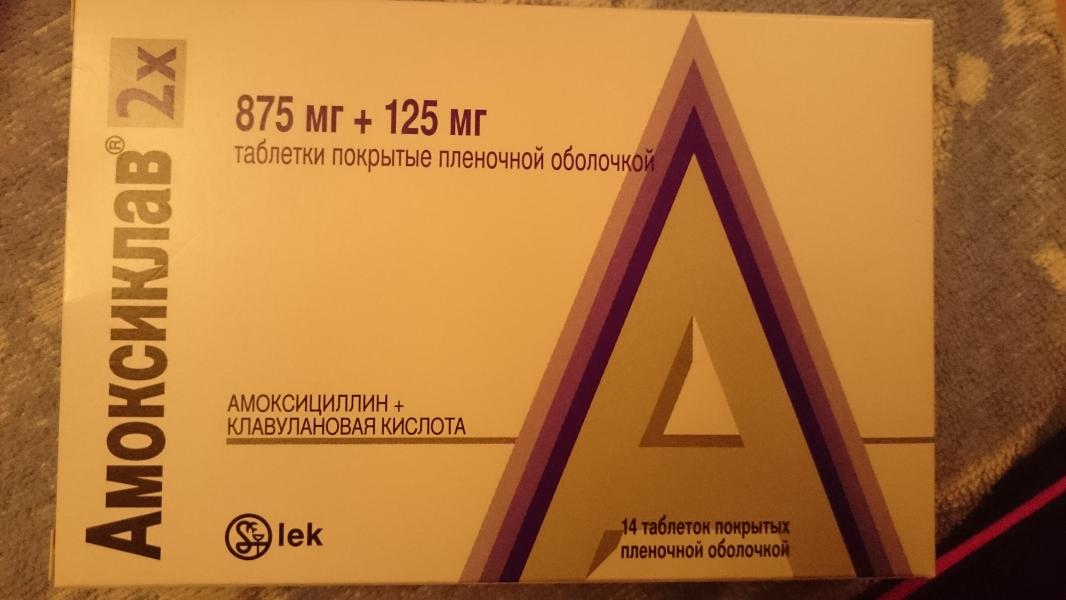 Амоксиклав® 2x
875 мг + 125 мг
таблетки покрытые пленочной оболочкой
АМОКСИЦИЛЛИН +
КЛАВУЛАНОВАЯ КИСЛОТА
lek
14 таблеток покрытых
пленочной оболочкой